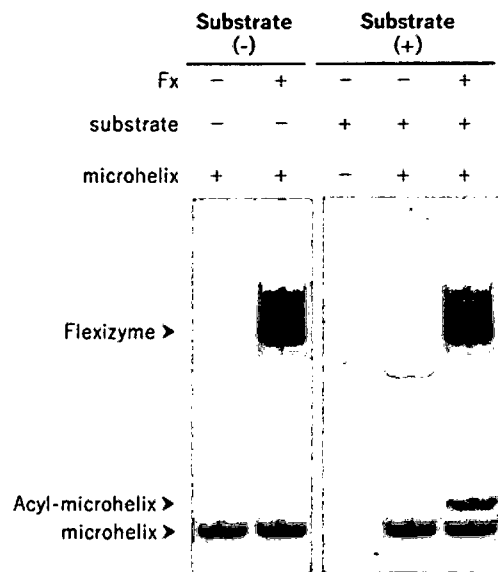 Substrate Substrate
(-) (+)
Fx − + − − +
substrate − − + + +
microhelix + + − + +
Flexizyme >
Acyl-microhelix >
microhelix >